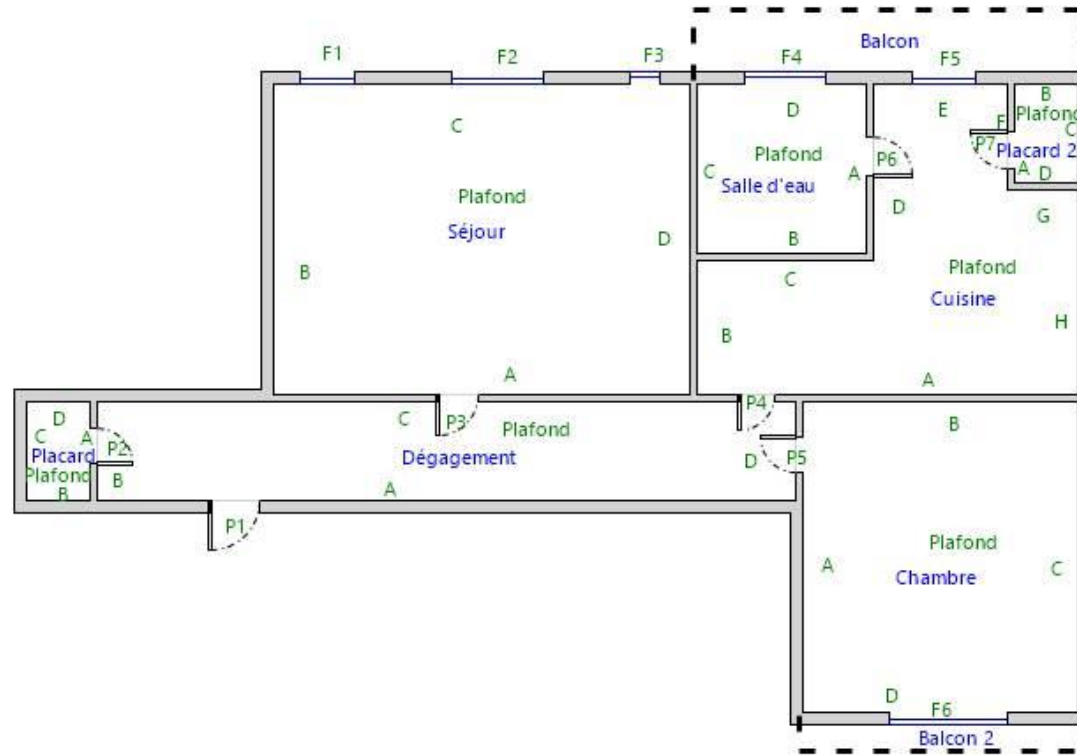 Balcon
F1
F2
F3
F4
F5
C
D
E
B
Plafond
C
F
P7
Placard 2
A
D
Plafond
Salle d'eau
C
A
P6
B
Plafond
Séjour
B
D
A
D
G
Plafond
Cuisine
C
B
H
A
P3
P4
C
Plafond
Dégagement
D
P5
A
D
C
A
P2
Placard
Plafond
B
B
P1
B
Plafond
Chambre
A
C
D
F6
Balcon 2